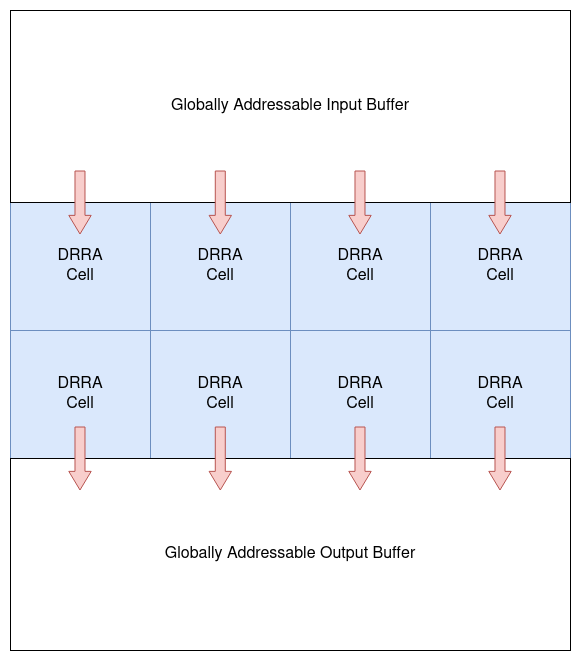 Globally Addressable Input Buffer
DRRA
Cell
DRRA
Cell
DRRA
Cell
DRRA
Cell
DRRA
Cell
DRRA
Cell
DRRA
Cell
DRRA
Cell
Globally Addressable Output Buffer